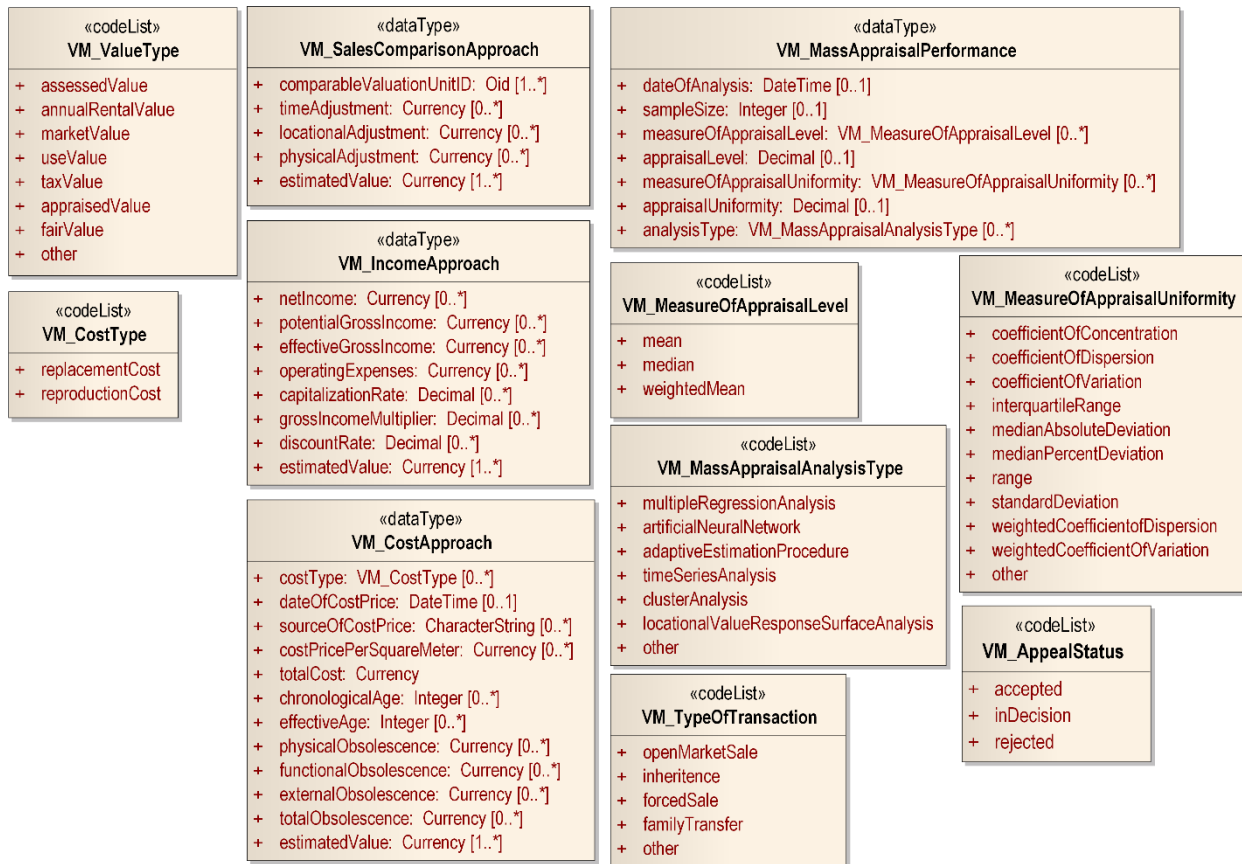 «codeList»
VM_ValueType
+ assessedValue
+ annualRentalValue
+ marketValue
+ useValue
+ taxValue
+ appraisedValue
+ fairValue
+ other
«codeList»
VM_CostType
+ replacementCost
+ reproductionCost
«dataType»
VM_SalesComparisonApproach
+ comparableValuationUnitID: Oid [1..*]
+ timeAdjustment: Currency [0..*]
+ locationalAdjustment: Currency [0..*]
+ physicalAdjustment: Currency [0..*]
+ estimatedValue: Currency [1..*]
«dataType»
VM_IncomeApproach
+ netIncome: Currency [0..*]
+ potentialGrossIncome: Currency [0..*]
+ effectiveGrossIncome: Currency [0..*]
+ operatingExpenses: Currency [0..*]
+ capitalizationRate: Decimal [0..*]
+ grossIncomeMultiplier: Decimal [0..*]
+ discountRate: Decimal [0..*]
+ estimatedValue: Currency [1..*]
«dataType»
VM_CostApproach
+ costType: VM_CostType [0..*]
+ dateOfCostPrice: DateTime [0..1]
+ sourceOfCostPrice: CharacterString [0..*]
+ costPricePerSquareMeter: Currency [0..*]
+ totalCost: Currency
+ chronologicalAge: Integer [0..*]
+ effectiveAge: Integer [0..*]
+ physicalObsolescence: Currency [0..*]
+ functionalObsolescence: Currency [0..*]
+ externalObsolescence: Currency [0..*]
+ totalObsolescence: Currency [0..*]
+ estimatedValue: Currency [1..*]
«dataType»
VM_MassAppraisalPerformance
+ dateOfAnalysis: DateTime [0..1]
+ sampleSize: Integer [0..1]
+ measureOfAppraisalLevel: VM_MeasureOfAppraisalLevel [0..*]
+ appraisalLevel: Decimal [0..1]
+ measureOfAppraisalUniformity: VM_MeasureOfAppraisalUniformity [0..*]
+ appraisalUniformity: Decimal [0..1]
+ analysisType: VM_MassAppraisalAnalysisType [0..*]
«codeList»
VM_MeasureOfAppraisalLevel
+ mean
+ median
+ weightedMean
«codeList»
VM_MassAppraisalAnalysisType
+ multipleRegressionAnalysis
+ artificialNeuralNetwork
+ adaptiveEstimationProcedure
+ timeSeriesAnalysis
+ clusterAnalysis
+ locationalValueResponseSurfaceAnalysis
+ other
«codeList»
VM_TypeOfTransaction
+ openMarketSale
+ inheritence
+ forcedSale
+ familyTransfer
+ other
«codeList»
VM_MeasureOfAppraisalUniformity
+ coefficientOfConcentration
+ coefficientOfDispersion
+ coefficientOfVariation
+ interquartileRange
+ medianAbsoluteDeviation
+ medianPercentDeviation
+ range
+ standardDeviation
+ weightedCoefficientofDispersion
+ weightedCoefficientOfVariation
+ other
«codeList»
VM_AppealStatus
+ accepted
+ inDecision
+ rejected